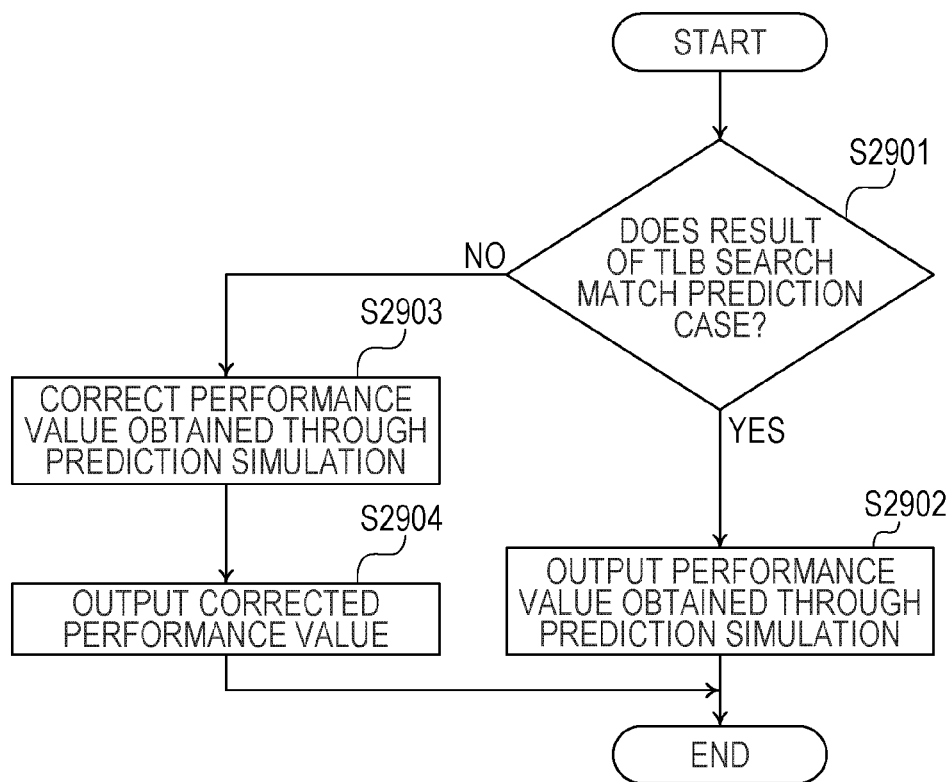 START
S2901
DOES RESULT
OF TLB SEARCH
MATCH PREDICTION
CASE?
NO
YES
S2903
CORRECT PERFORMANCE
VALUE OBTAINED THROUGH
PREDICTION SIMULATION
S2904
OUTPUT CORRECTED
PERFORMANCE VALUE
S2902
OUTPUT PERFORMANCE
VALUE OBTAINED THROUGH
PREDICTION SIMULATION
END